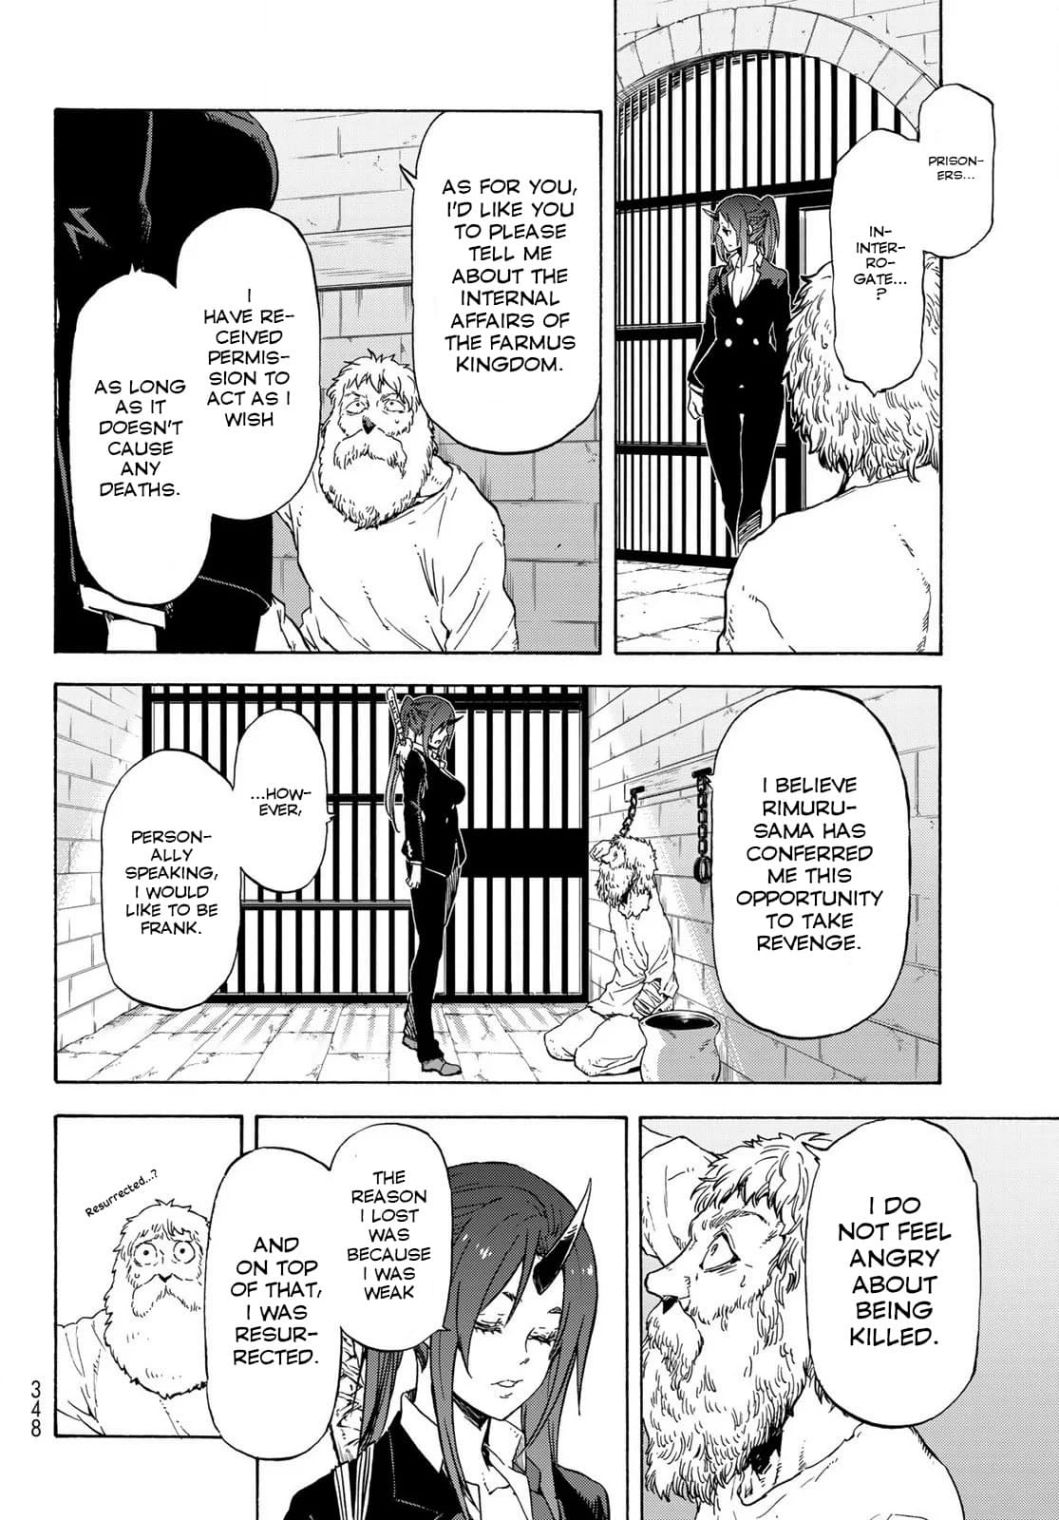 PRISON-
ERS...
IN-
INTER-
RO-
GATE...
?
AS FOR YOU,
I'D LIKE YOU
TO PLEASE
TELL ME
ABOUT THE
INTERNAL
AFFAIRS OF
THE FARMUS
KINGDOM.
I
HAVE RE-
CEIVED
PERMIS-
SION TO
ACT AS I
WISH
AS LONG
AS IT
DOESN'T
CAUSE
ANY
DEATHS.
I BELIEVE
RIMURU-
SAMA HAS
CONFERRED
ME THIS
OPPORTUNITY
TO TAKE
REVENGE.
...HOW-
EVER,
PERSON-
ALLY
SPEAKING,
I WOULD
LIKE TO BE
FRANK.
I DO
NOT FEEL
ANGRY
ABOUT
BEING
KILLED.
THE
REASON
I LOST
WAS
BECAUSE
I WAS
WEAK
AND
ON TOP
OF THAT,
I WAS
RESUR-
RECTED.
Resurrected...?
348